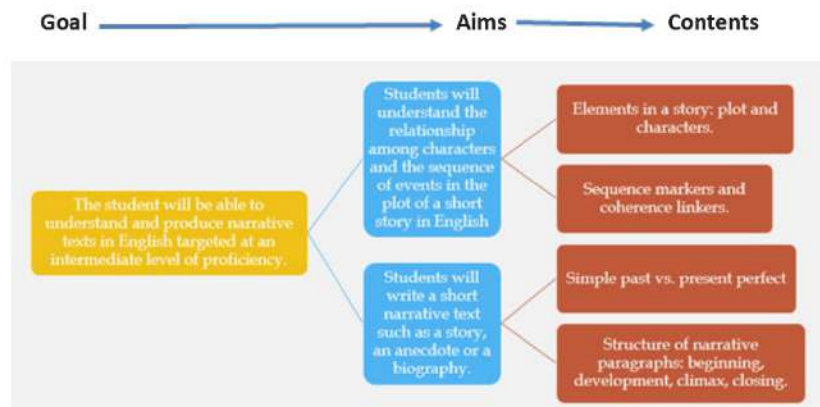 Goal
Aims
Contents
The student will be able to
understand and produce narrative
texts in English targeted at an
intermediate level of proficiency.
Students will
understand the
relationship
among characters
and the sequence
of events in the
plot of a short
story in English
Students will
write a short
narrative text
such as a story,
an anecdote or a
biography.
Elements in a story: plot and
characters.
Sequence markers and
coherence linkers.
Simple past vs. present perfect
Structure of narrative
paragraphs: beginning,
development, climax, closing.